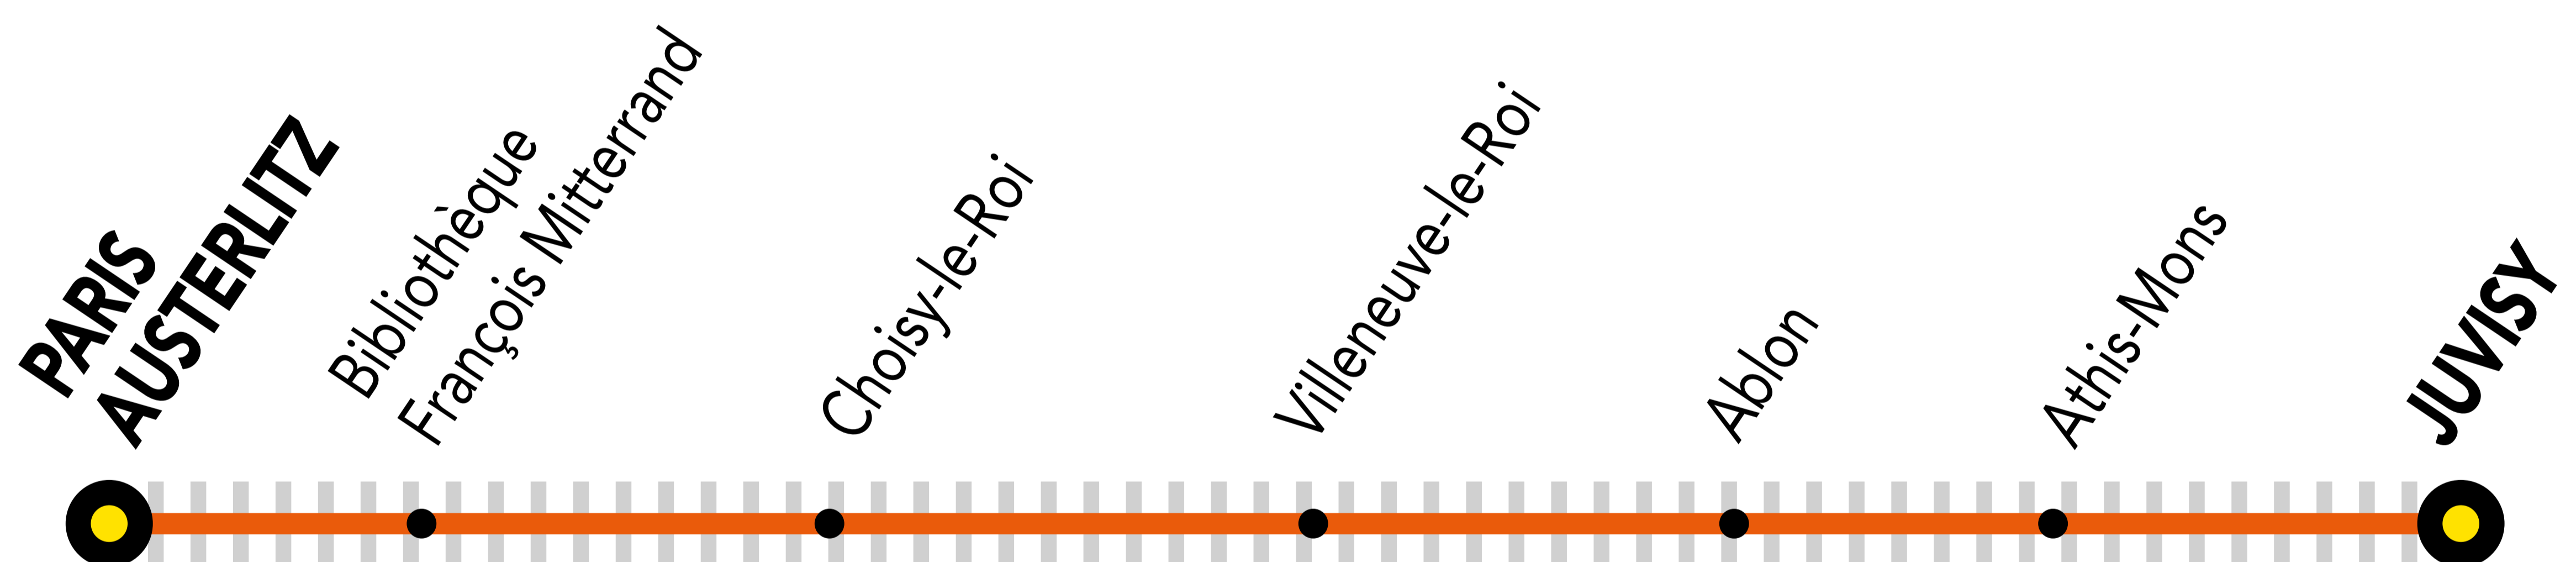 PARIS
AUSTERLITZ
Bibliothèque
François Mitterrand
Choisy-le-Roi
Villeneuve-le-Roi
Ablon
Athis-Mons
JUVISY